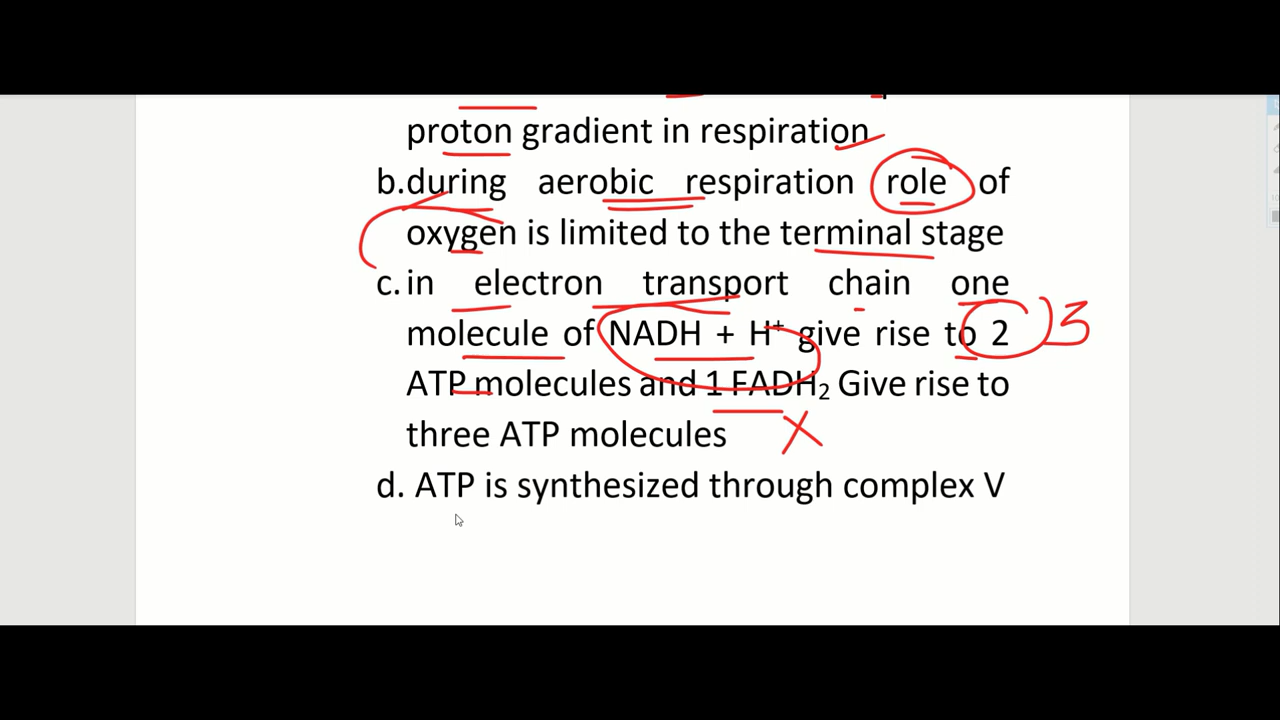 proton gradient in respiration
b.during aerobic respiration role of
oxygen is limited to the terminal stage
c. in electron transport chain one
molecule of NADH + H⁺ give rise to 2 3
ATP molecules and 1 FADH₂ Give rise to
three ATP molecules
d. ATP is synthesized through complex V